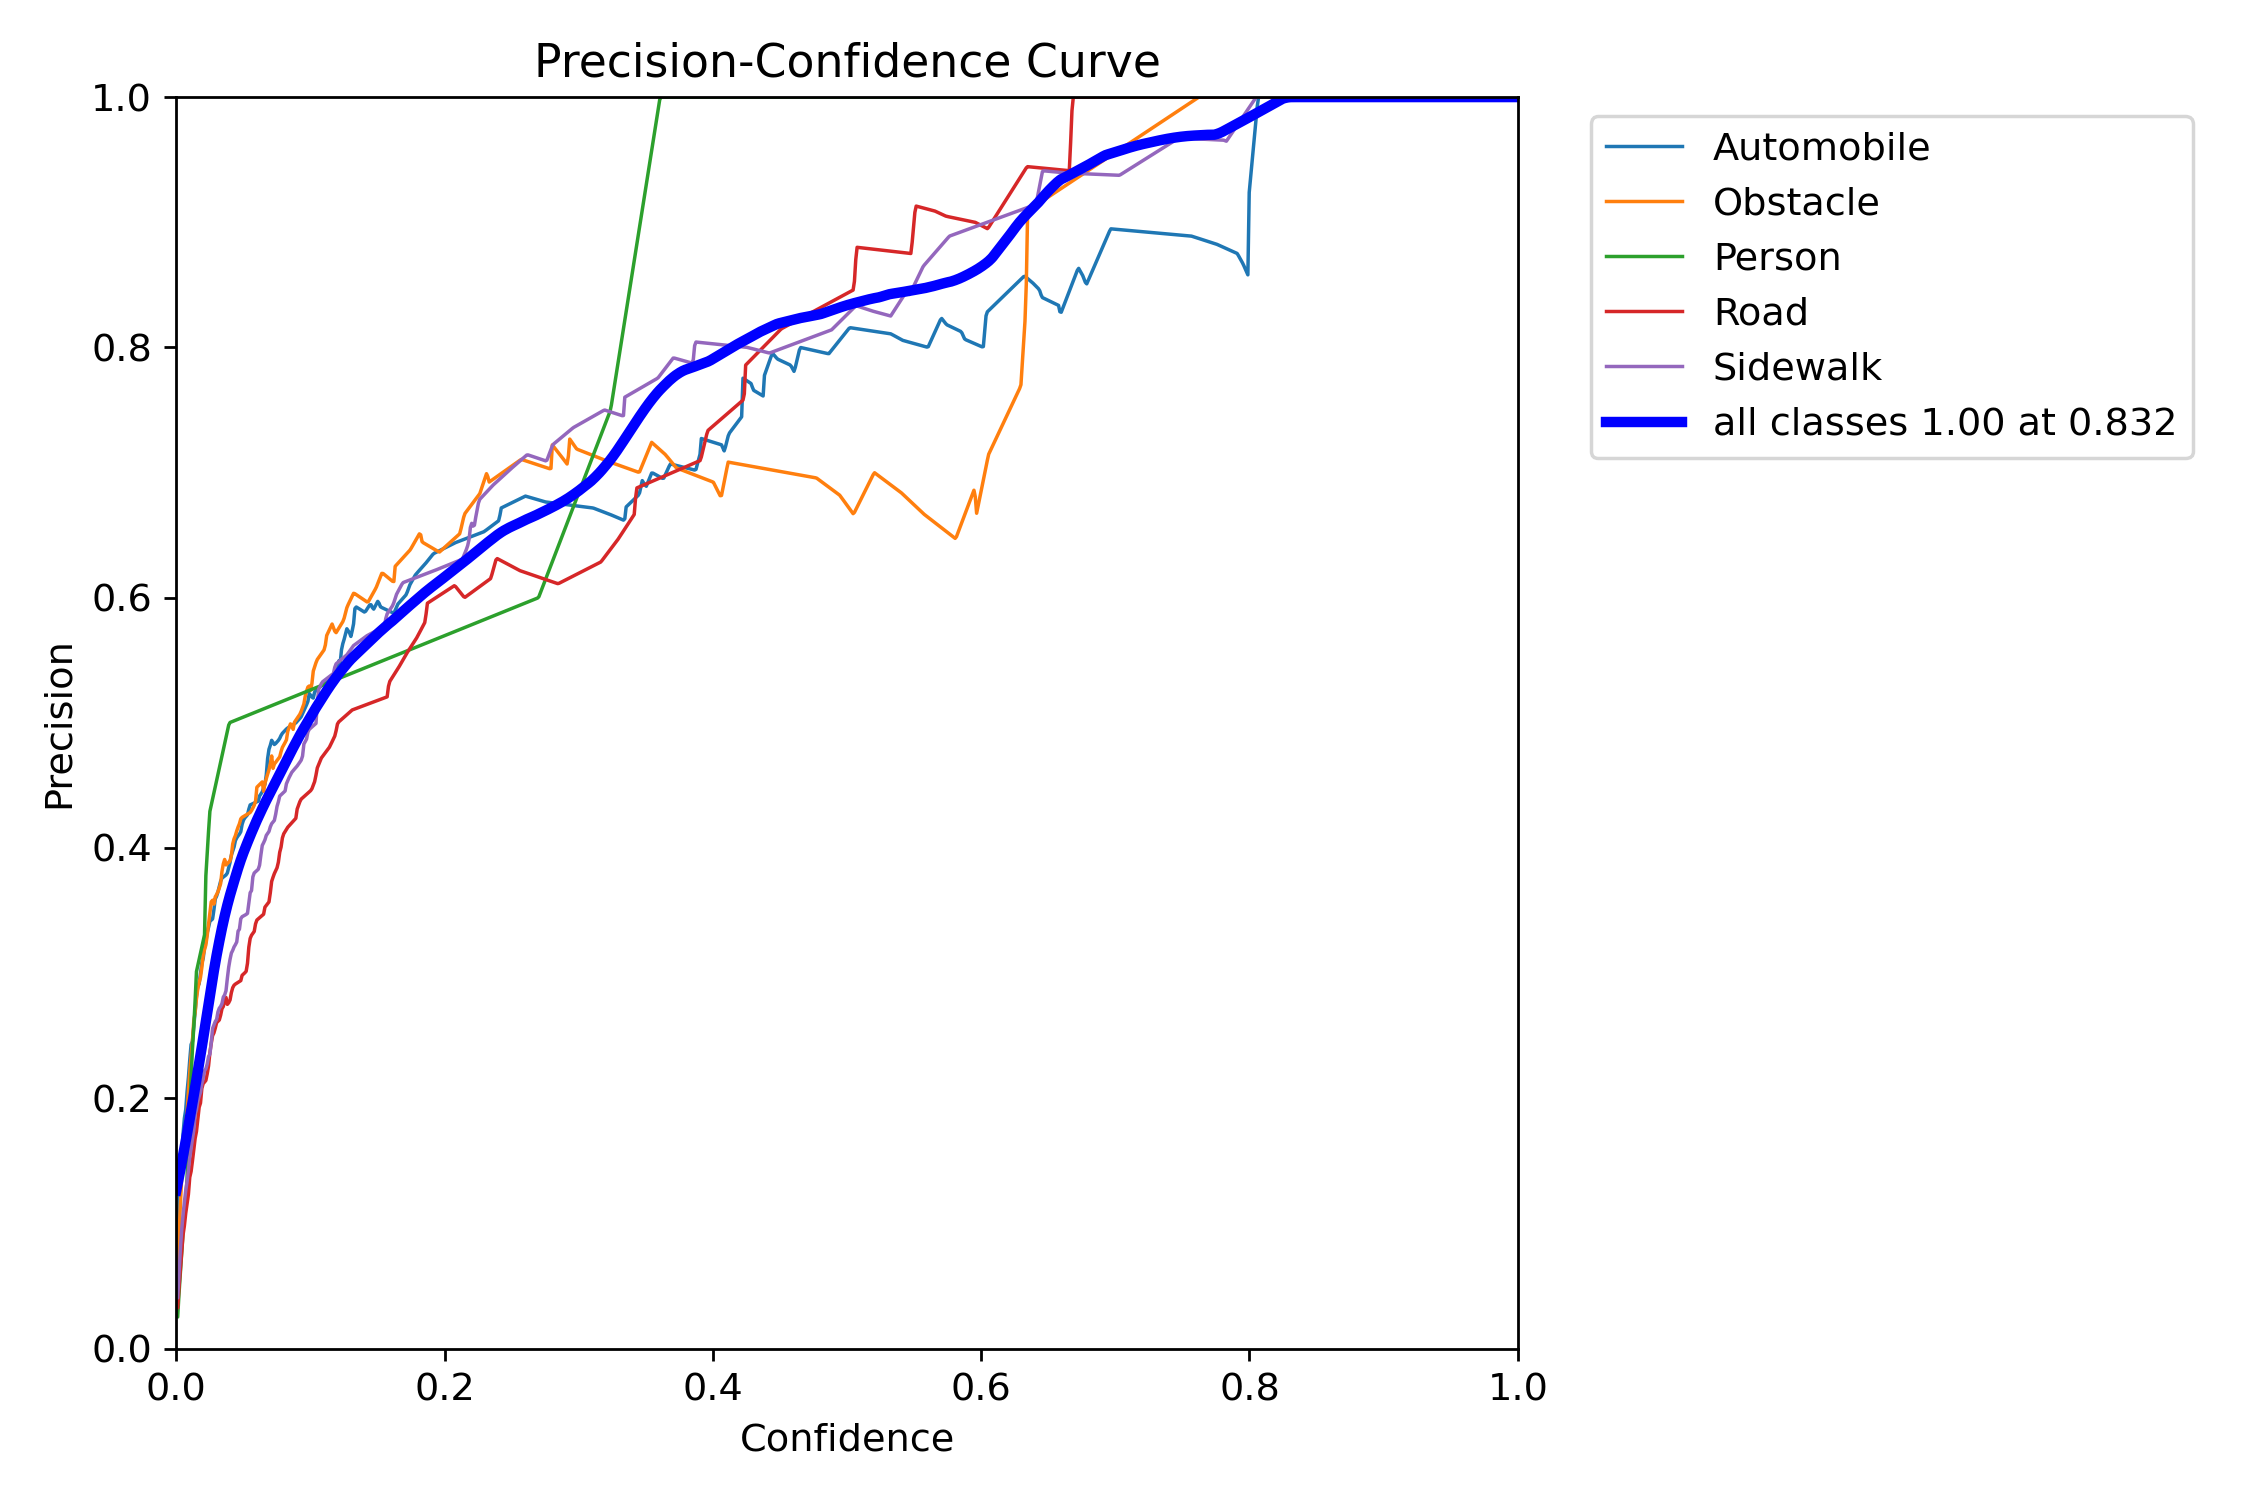 Precision-Confidence Curve
1.0
0.8
0.6
0.4
0.2
0.0
Precision
0.0 0.2 0.4 0.6 0.8 1.0
Confidence
Automobile
Obstacle
Person
Road
Sidewalk
all classes 1.00 at 0.832